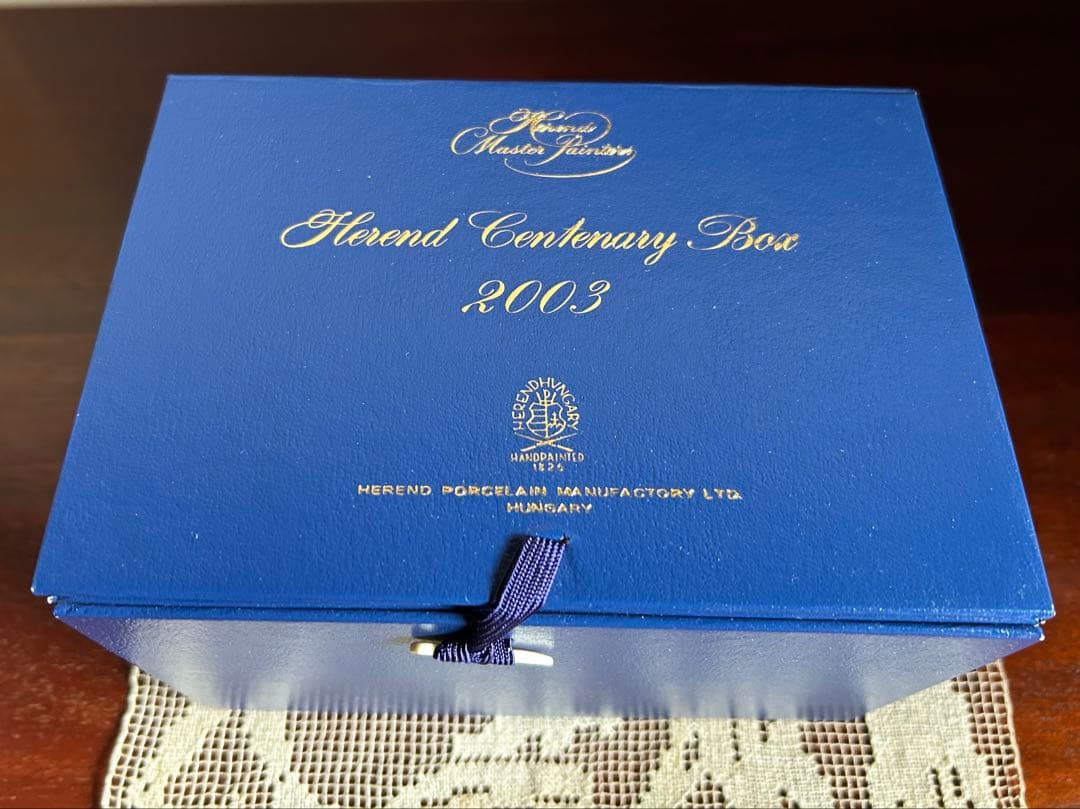 Herend
Master Painters
Herend Centenary Box
2003
HEREND HUNGARY
HANDPAINTED
1826
HEREND PORCELAIN MANUFACTORY LTD.
HUNGARY